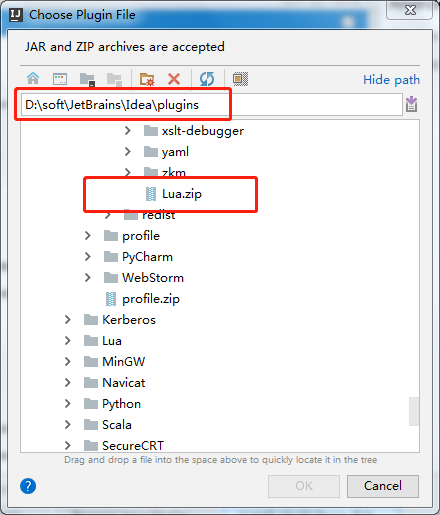 IJ Choose Plugin File
JAR and ZIP archives are accepted
Hide path
D:\soft\JetBrains\Idea\plugins
xslt-debugger
yaml
zkm
Lua.zip
redist
profile
PyCharm
WebStorm
profile.zip
Kerberos
Lua
MinGW
Navicat
Python
Scala
SecureCRT
Drag and drop a file into the space above to quickly locate it in the tree
? OK Cancel